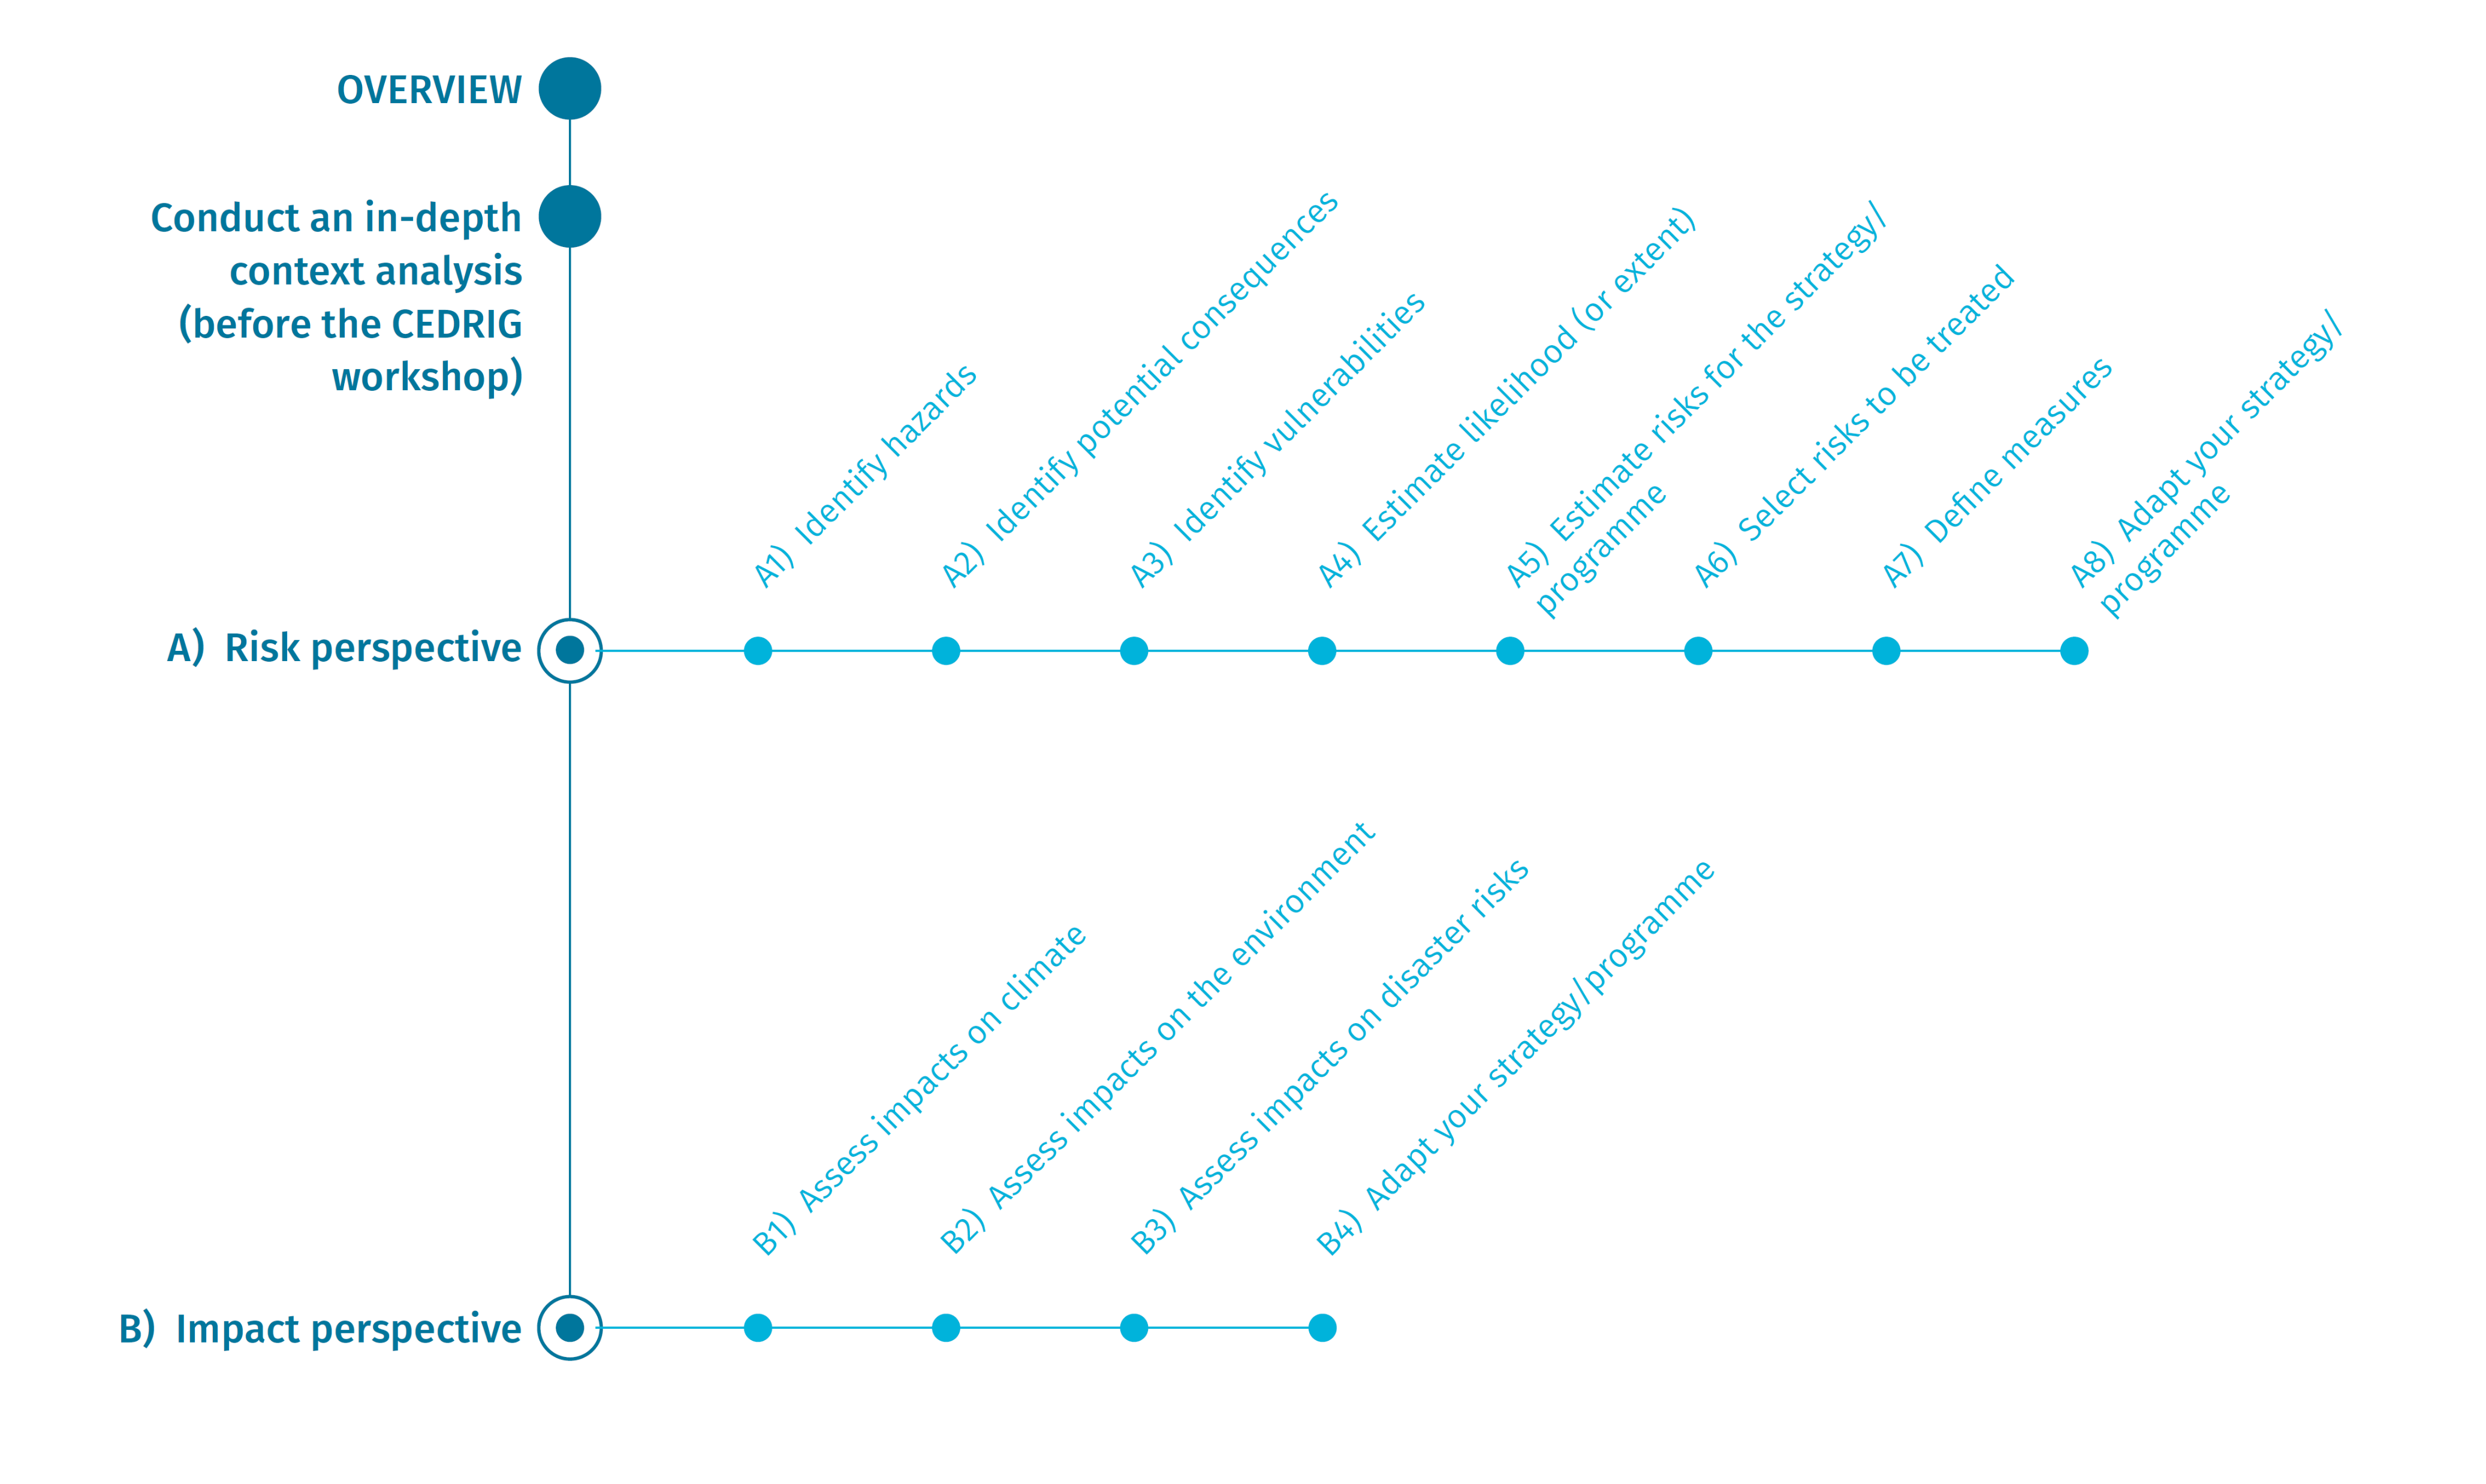 OVERVIEW
Conduct an in-depth
context analysis
(before the CEDRIG
workshop)
A) Risk perspective
A1) Identify hazards
A2) Identify potential consequences
A3) Identify vulnerabilities
A4) Estimate likelihood (or extent)
A5) Estimate risks for the strategy/
programme
A6) Select risks to be treated
A7) Define measures
A8) Adapt your strategy/
programme
B) Impact perspective
B1) Assess impacts on climate
B2) Assess impacts on the environment
B3) Assess impacts on disaster risks
B4) Adapt your strategy/programme